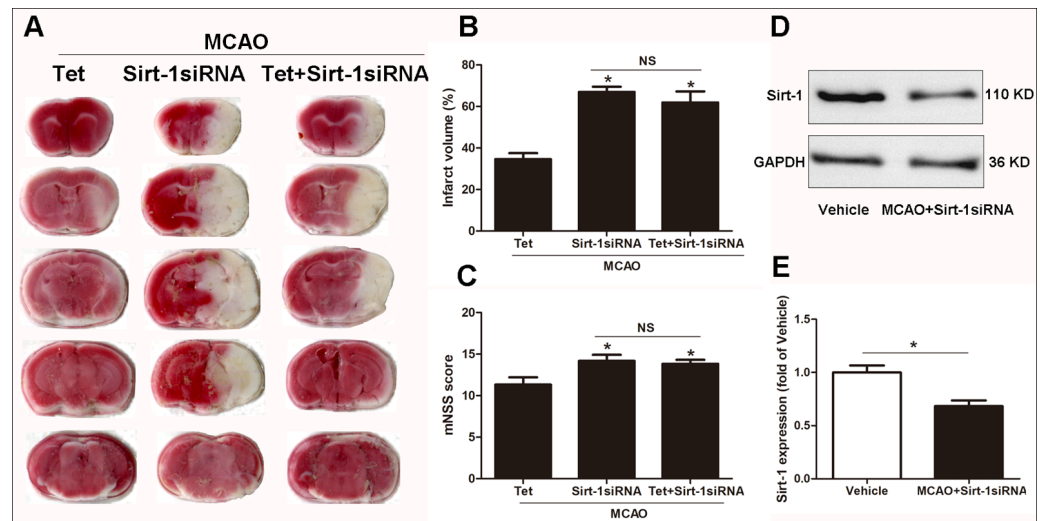 A
MCAO
Tet Sirt-1siRNA Tet+Sirt-1siRNA
B
Infarct volume (%)
80
60
40
20
0
NS
* *
Tet Sirt-1siRNA Tet+Sirt-1siRNA
MCAO
C
mNSS score
20
15
10
5
0
NS
* *
Tet Sirt-1siRNA Tet+Sirt-1siRNA
MCAO
D
Sirt-1 110 KD
GAPDH 36 KD
Vehicle MCAO+Sirt-1siRNA
E
Sirt-1 expression (fold of Vehicle)
1.5
1.0
0.5
0.0
*
Vehicle MCAO+Sirt-1siRNA